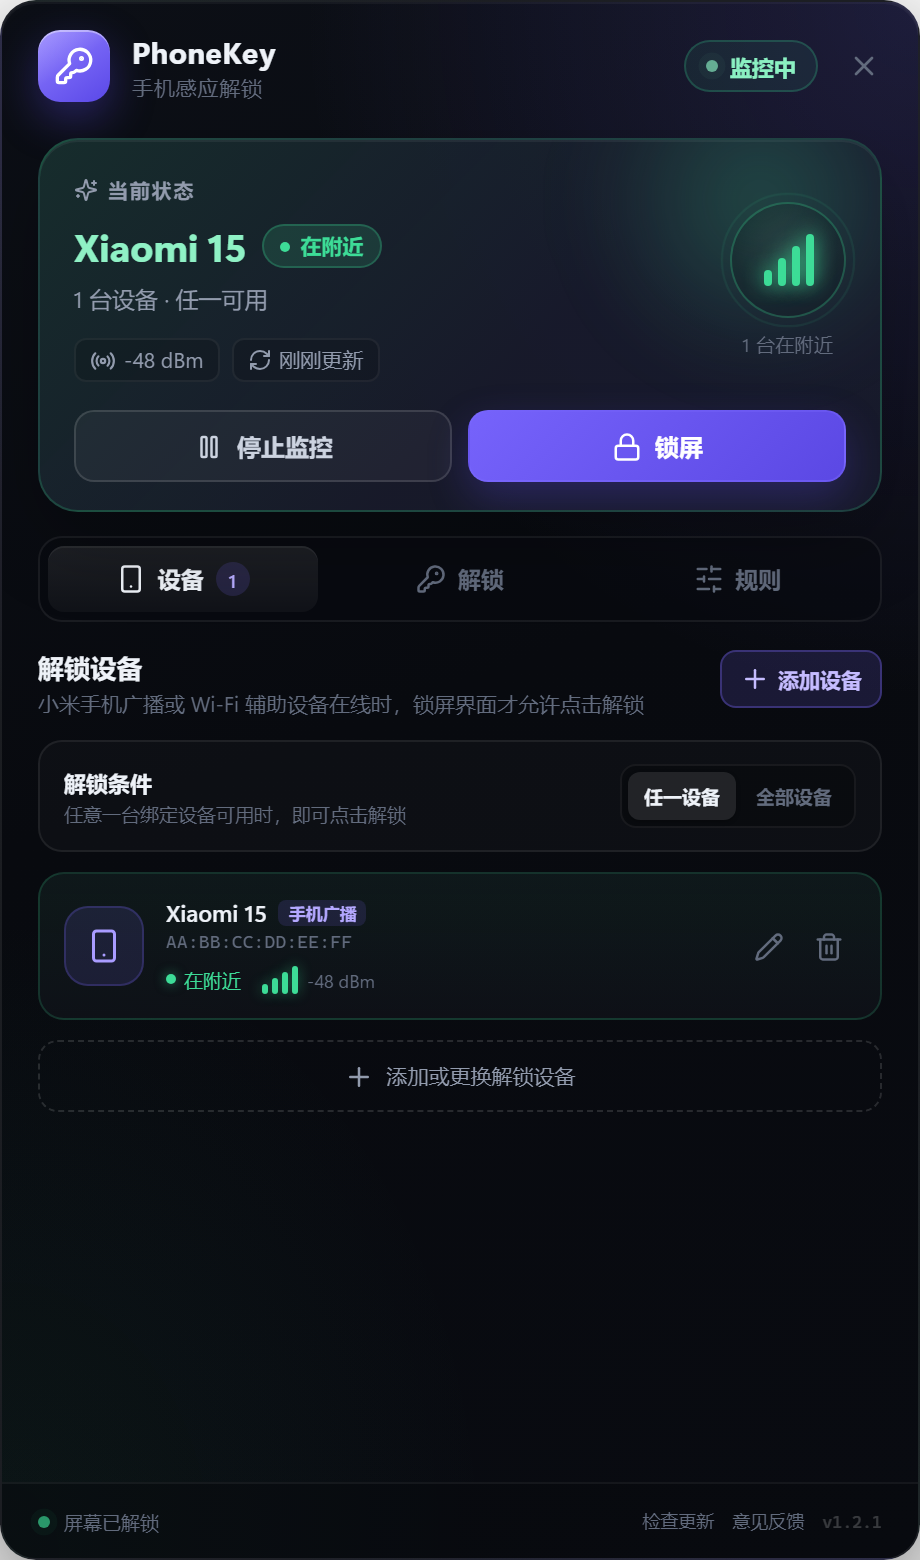 PhoneKey
手机感应解锁
监控中
当前状态
Xiaomi 15 在附近
1 台设备 · 任一可用
-48 dBm 刚刚更新
1 台在附近
停止监控 锁屏
设备 1 解锁 规则
解锁设备
小米手机广播或 Wi-Fi 辅助设备在线时，锁屏界面才允许点击解锁
添加设备
解锁条件
任意一台绑定设备可用时，即可点击解锁
任一设备 全部设备
Xiaomi 15 手机广播
AA:BB:CC:DD:EE:FF
在附近 -48 dBm
添加或更换解锁设备
屏幕已解锁 检查更新 意见反馈 v1.2.1